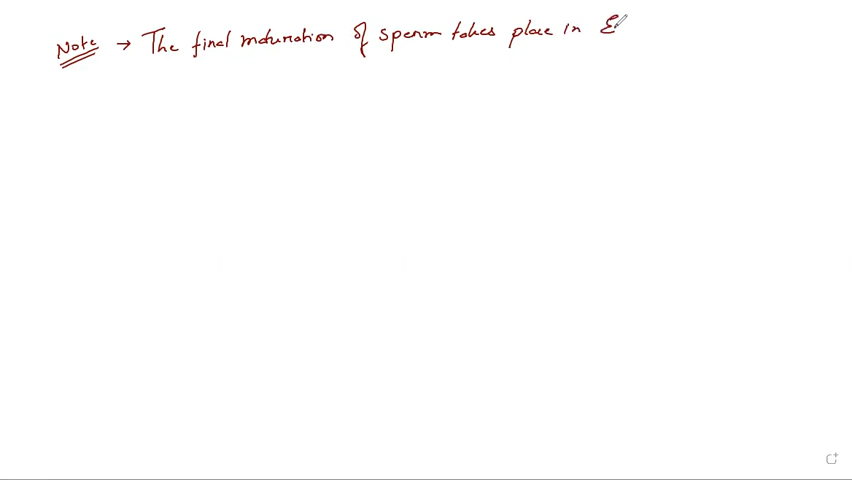 Note → The final maturation of sperm takes place in E